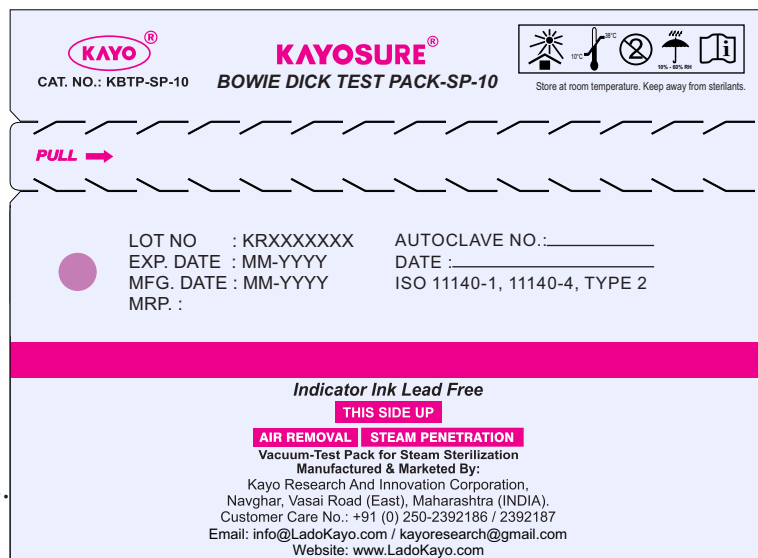 KAYO®
CAT. NO.: KBTP-SP-10
KAYOSURE®
BOWIE DICK TEST PACK-SP-10
10°C
38°C
2
10% - 60% RH
i
Store at room temperature. Keep away from sterilants.
PULL
LOT NO : KRXXXXXXX
EXP. DATE : MM-YYYY
MFG. DATE : MM-YYYY
MRP. :
AUTOCLAVE NO.:
DATE :
ISO 11140-1, 11140-4, TYPE 2
Indicator Ink Lead Free
THIS SIDE UP
AIR REMOVAL STEAM PENETRATION
Vacuum-Test Pack for Steam Sterilization
Manufactured & Marketed By:
Kayo Research And Innovation Corporation,
Navghar, Vasai Road (East), Maharashtra (INDIA).
Customer Care No.: +91 (0) 250-2392186 / 2392187
Email: info@LadoKayo.com / kayoresearch@gmail.com
Website: www.LadoKayo.com